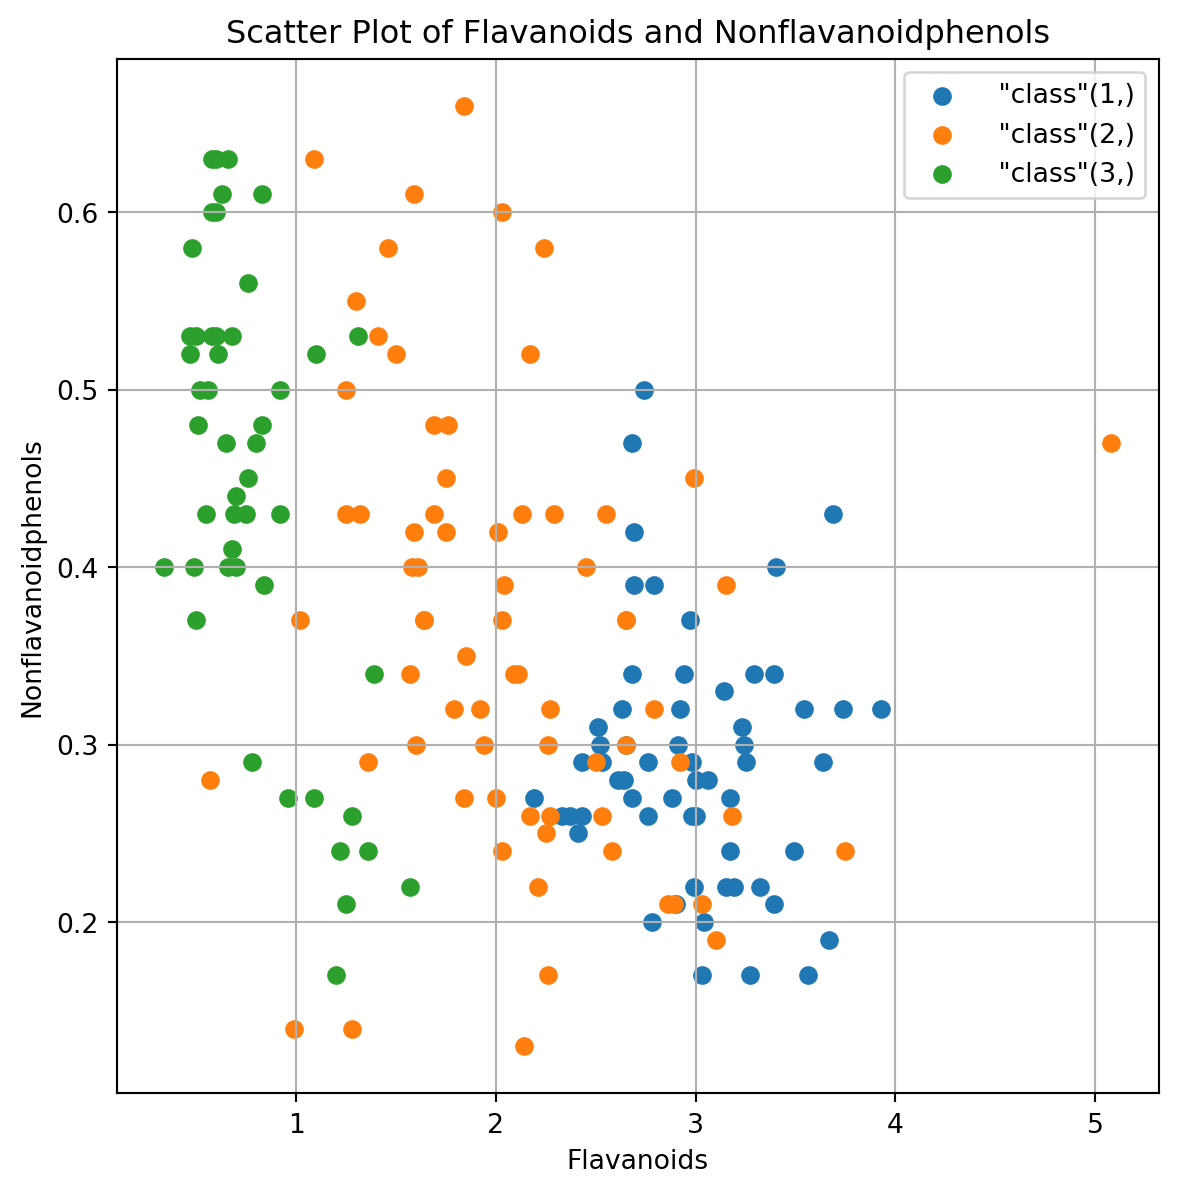 Scatter Plot of Flavanoids and Nonflavanoidphenols
"class"(1,)
"class"(2,)
"class"(3,)
Nonflavanoidphenols
0.6
0.5
0.4
0.3
0.2
1 2 3 4 5
Flavanoids